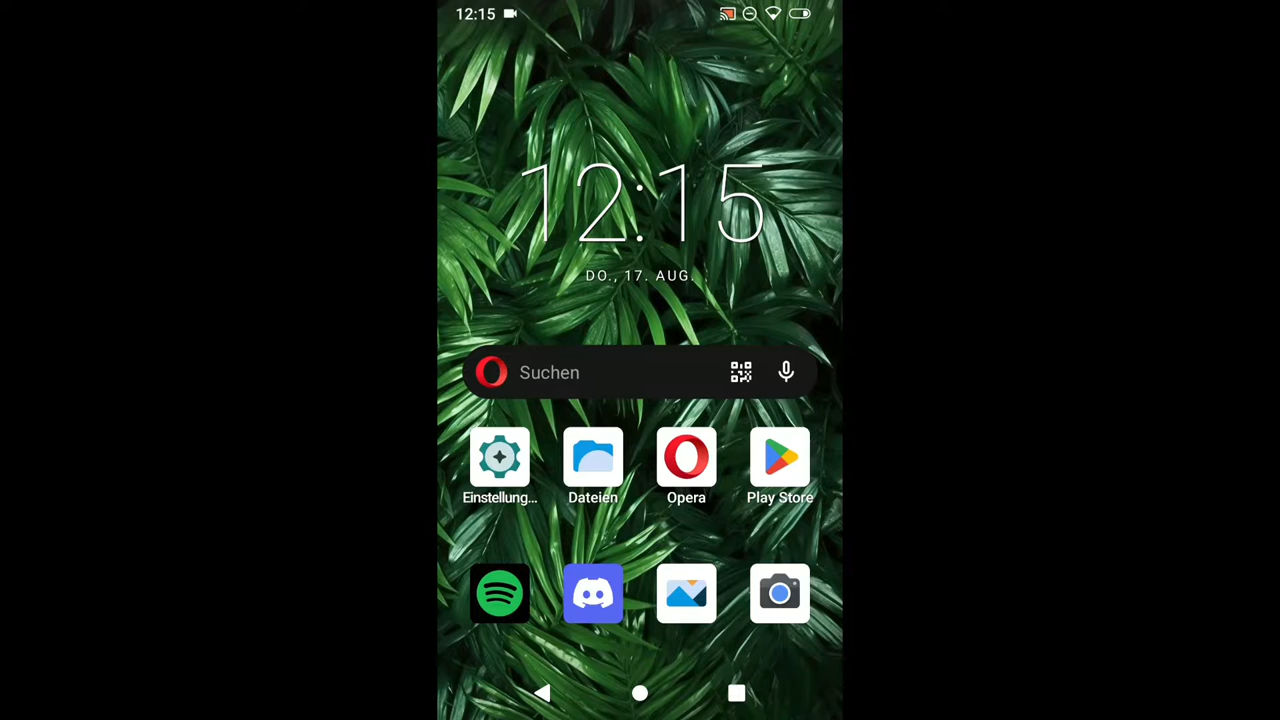 12:15
12:15
DO., 17. AUG.
Suchen
Einstellung... Dateien Opera Play Store